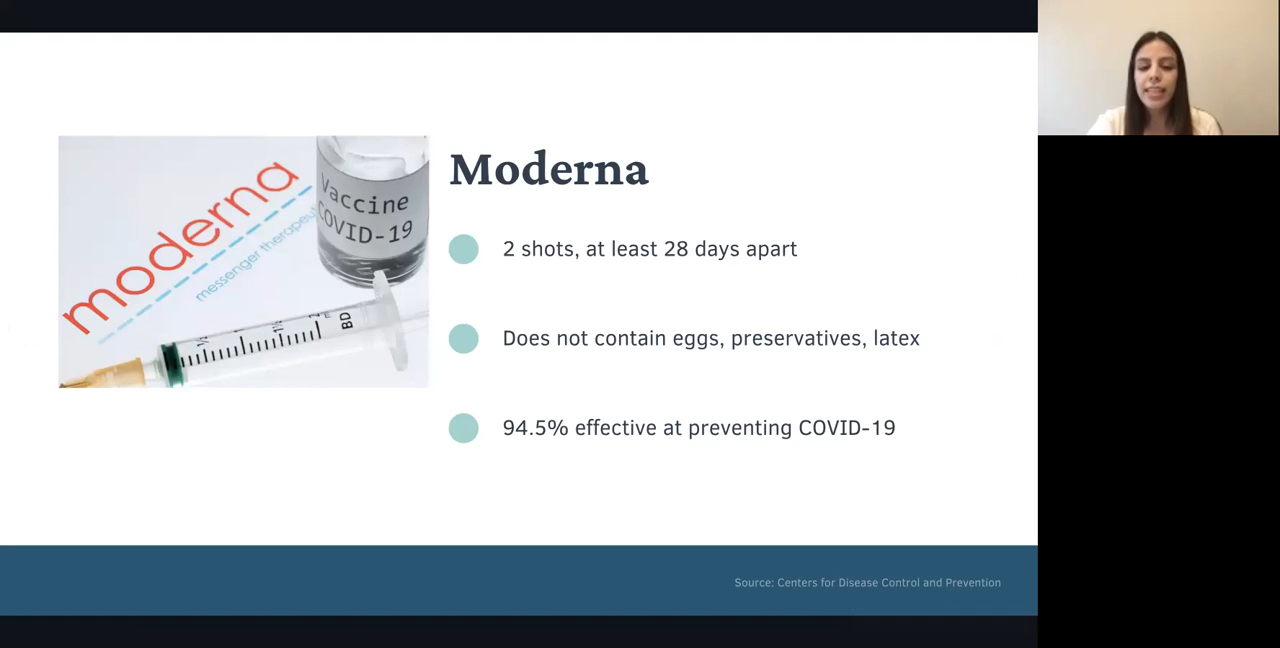 Moderna
2 shots, at least 28 days apart
Does not contain eggs, preservatives, latex
94.5% effective at preventing COVID-19
moderna
messenger therapeut
Vaccine
COVID-19
BD
Source: Centers for Disease Control and Prevention